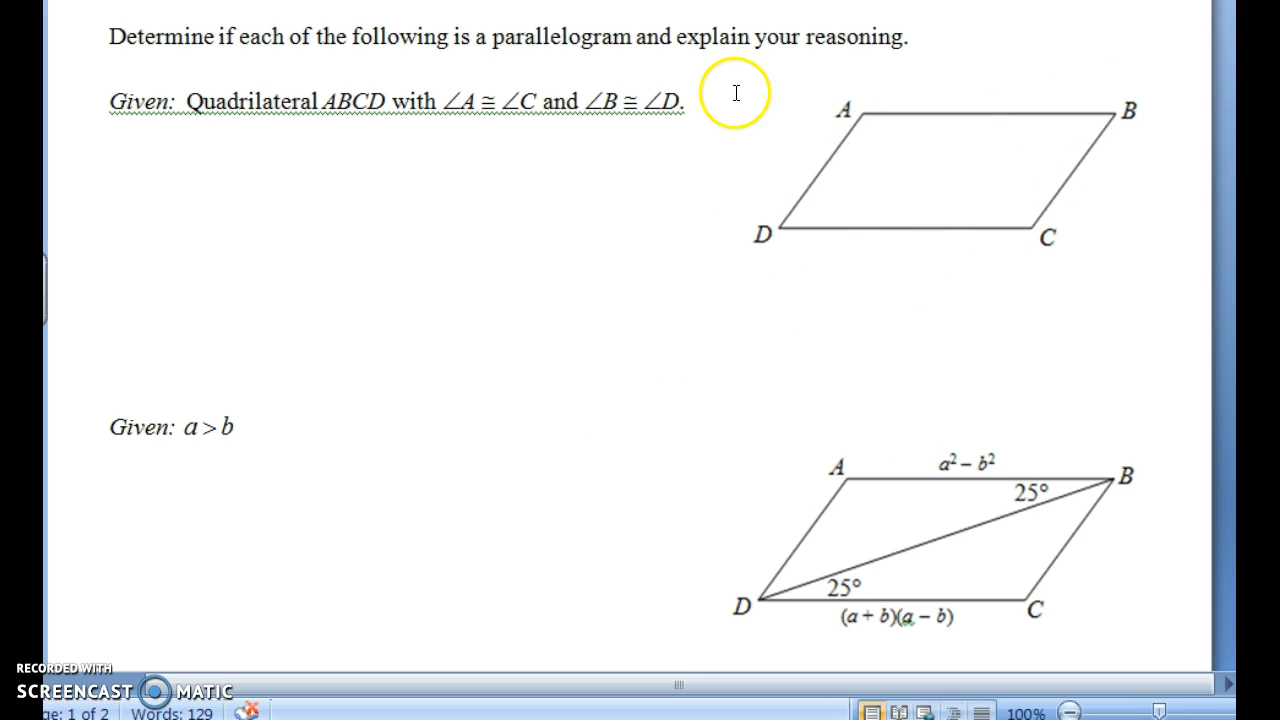 Determine if each of the following is a parallelogram and explain your reasoning.
Given: Quadrilateral ABCD with ∠A ≅ ∠C and ∠B ≅ ∠D.
A
B
D
C
Given: a > b
a² – b²
A
B
25°
25°
D
C
(a + b)(a – b)
RECORDED WITH
SCREENCAST MATIC
ge: 1 of 2 Words: 129 100%